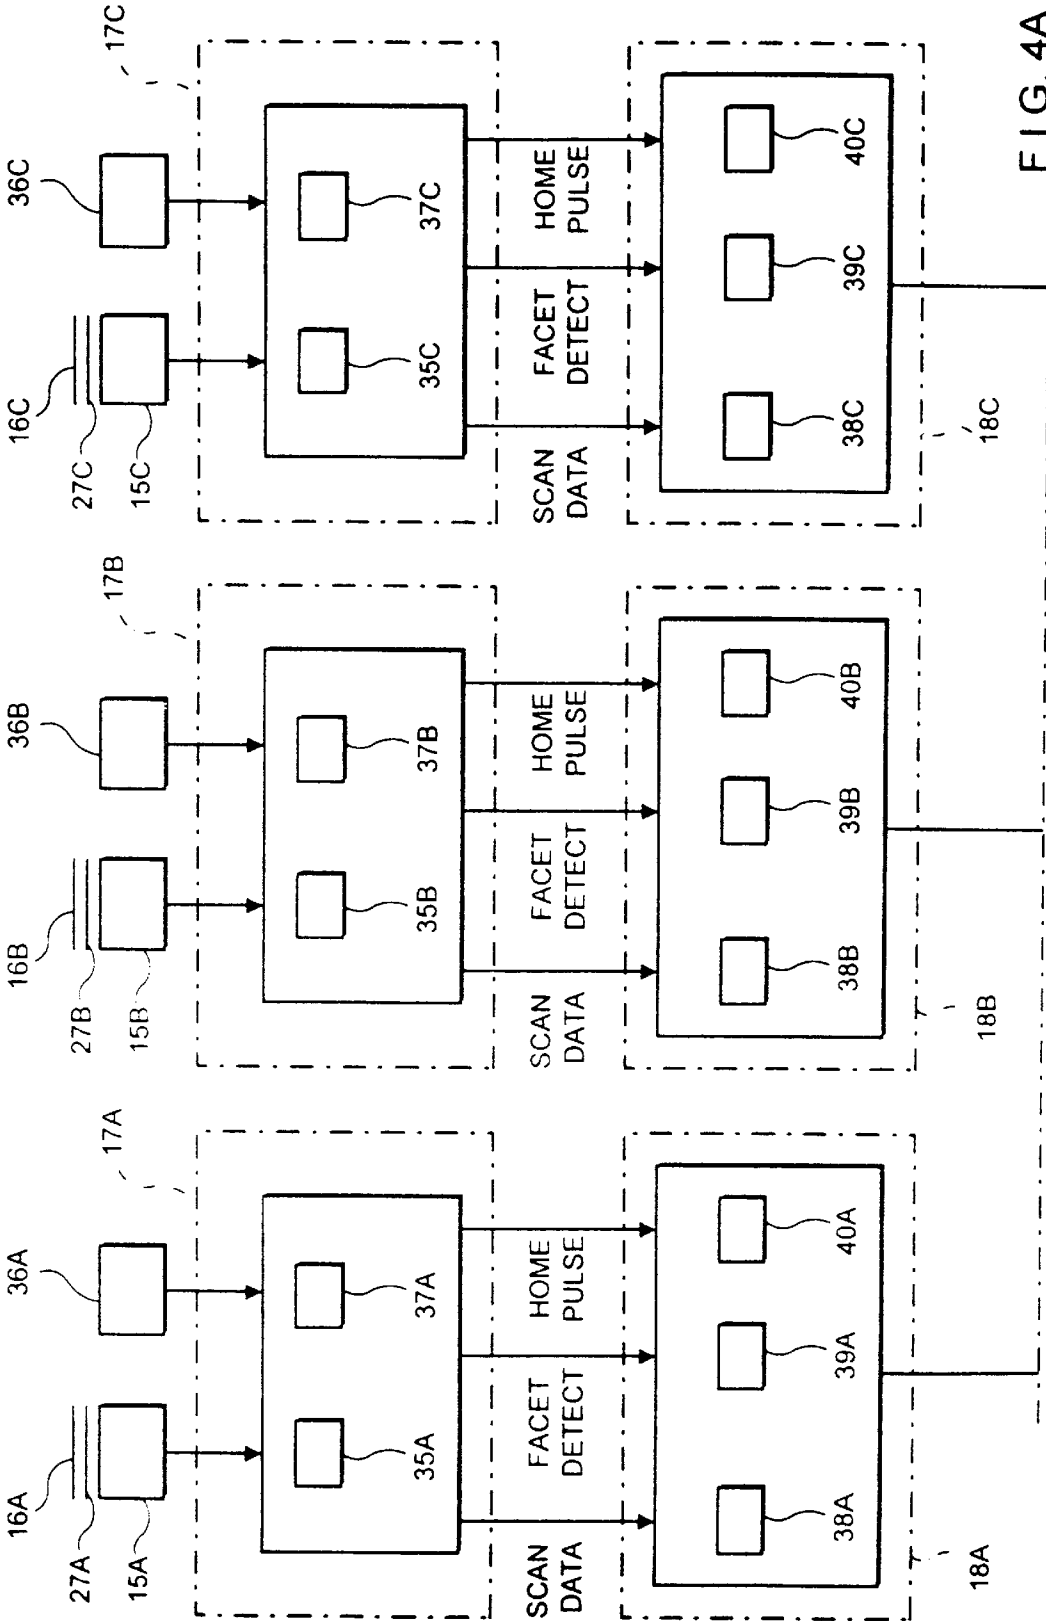 16A
27A
15A
36A
17A
35A
37A
SCAN
DATA
FACET
DETECT
HOME
PULSE
38A
39A
40A
18A
16B
27B
15B
36B
17B
35B
37B
SCAN
DATA
FACET
DETECT
HOME
PULSE
38B
39B
40B
18B
16C
27C
15C
36C
17C
35C
37C
SCAN
DATA
FACET
DETECT
HOME
PULSE
38C
39C
40C
18C
FIG. 4A